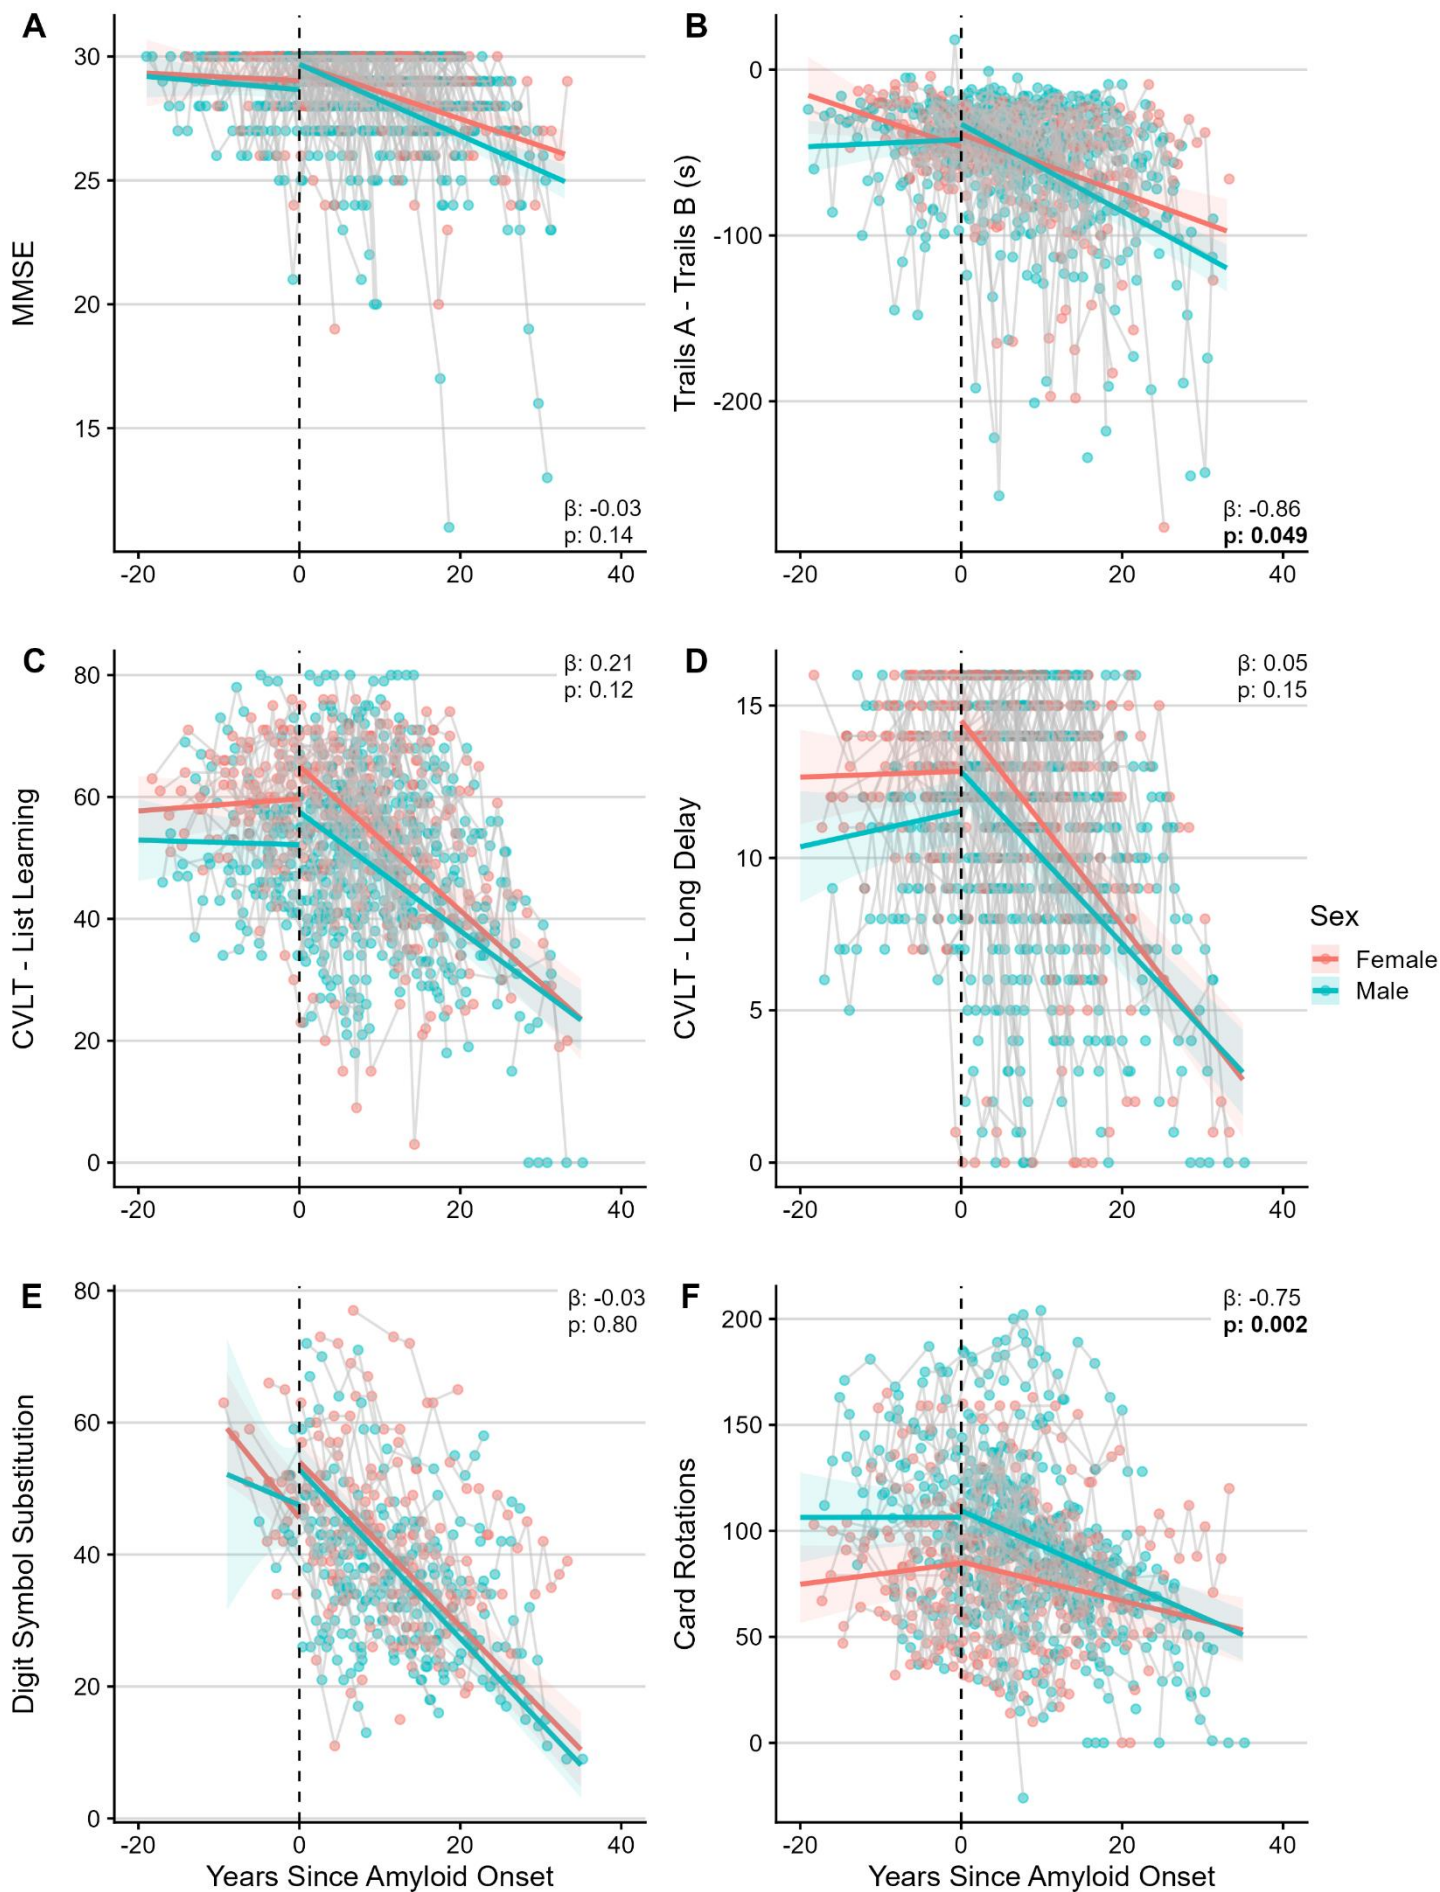 A
MMSE
30
25
20
15
-20 0 20 40
β: -0.03
p: 0.14
B
Trails A - Trails B (s)
0
-100
-200
-20 0 20 40
β: -0.86
p: 0.049
C
CVLT - List Learning
80
60
40
20
0
-20 0 20 40
β: 0.21
p: 0.12
D
CVLT - Long Delay
15
10
5
0
-20 0 20 40
β: 0.05
p: 0.15
Sex
Female
Male
E
Digit Symbol Substitution
80
60
40
20
0
-20 0 20 40
Years Since Amyloid Onset
β: -0.03
p: 0.80
F
Card Rotations
200
150
100
50
0
-20 0 20 40
Years Since Amyloid Onset
β: -0.75
p: 0.002